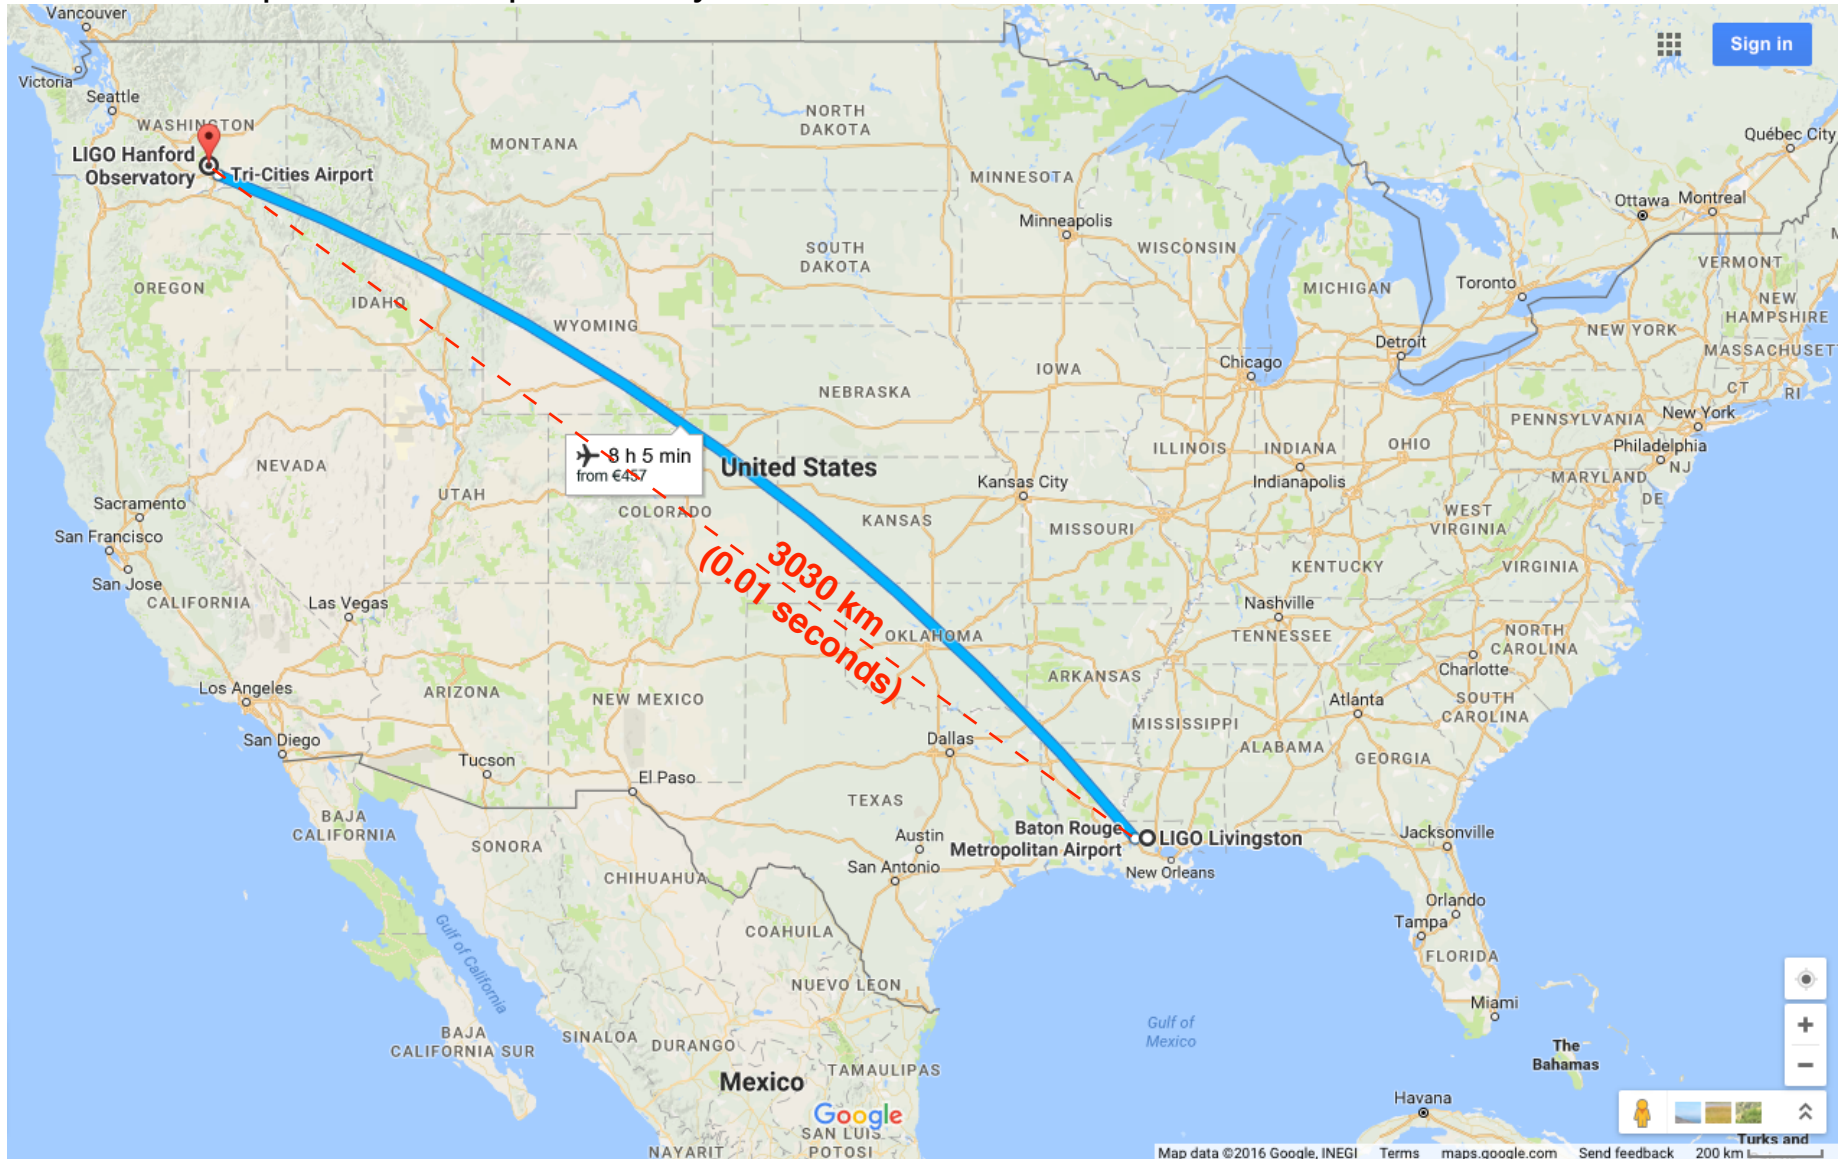 Vancouver
Victoria
Seattle
WASHINGTON
LIGO Hanford
Observatory
Tri-Cities Airport
MONTANA
NORTH
DAKOTA
MINNESOTA
Minneapolis
WISCONSIN
SOUTH
DAKOTA
OREGON
IDAHO
WYOMING
MICHIGAN
Toronto
Ottawa
Montreal
Québec City
Sign in
VERMONT
NEW
HAMPSHIRE
NEW YORK
MASSACHUSET
CT
RI
Detroit
Chicago
IOWA
NEBRASKA
PENNSYLVANIA
New York
Philadelphia
NJ
MARYLAND
DE
OHIO
INDIANA
ILLINOIS
Indianapolis
WEST
VIRGINIA
VIRGINIA
KENTUCKY
Kansas City
MISSOURI
KANSAS
United States
8 h 5 min
from €457
COLORADO
UTAH
NEVADA
Sacramento
San Francisco
San Jose
CALIFORNIA
Las Vegas
3030 km
(0.01 seconds)
OKLAHOMA
Nashville
TENNESSEE
NORTH
CAROLINA
Charlotte
ARKANSAS
Los Angeles
ARIZONA
NEW MEXICO
Atlanta
SOUTH
CAROLINA
MISSISSIPPI
ALABAMA
GEORGIA
San Diego
Tucson
El Paso
Dallas
TEXAS
BAJA
CALIFORNIA
SONORA
CHIHUAHUA
Austin
San Antonio
Baton Rouge
Metropolitan Airport
LIGO Livingston
New Orleans
Jacksonville
Orlando
Tampa
FLORIDA
Miami
Gulf of California
COAHUILA
NUEVO LEON
Gulf of
Mexico
BAJA
CALIFORNIA SUR
SINALOA
DURANGO
TAMAULIPAS
Mexico
The
Bahamas
Havana
Google
SAN LUIS
POTOSI
NAYARIT
Turks and
Map data ©2016 Google, INEGI Terms maps.google.com Send feedback 200 km